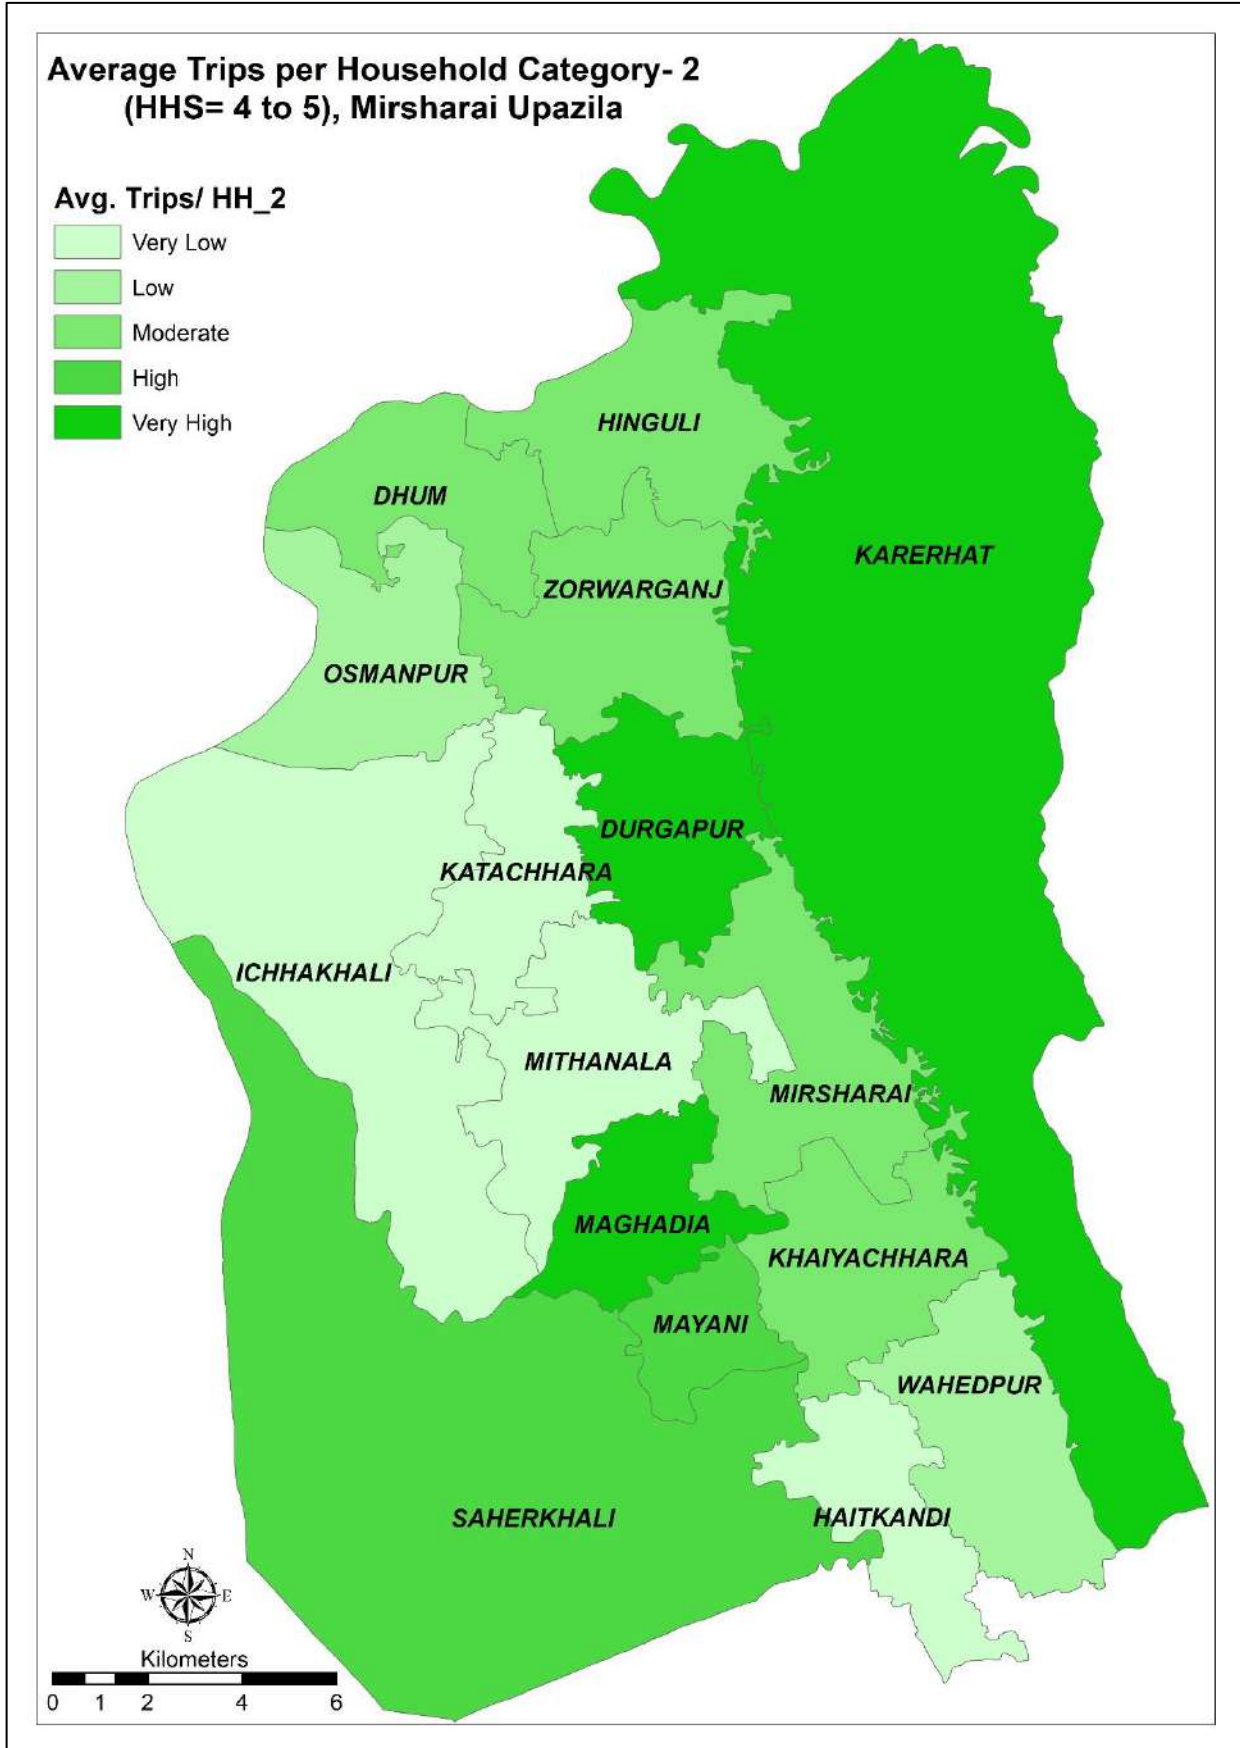 Average Trips per Household Category- 2
(HHS= 4 to 5), Mirsharai Upazila
Avg. Trips/ HH_2
Very Low
Low
Moderate
High
Very High
HINGULI
DHUM
KARERHAT
ZORWARGANJ
OSMANPUR
DURGAPUR
KATACHHARA
ICHHAKHALI
MITHANALA
MIRSHARAI
MAGHADIA
KHAIYACHHARA
MAYANI
WAHEDPUR
SAHERKHALI
HAITKANDI
N
W E
S
Kilometers
0 1 2 4 6